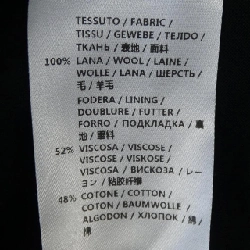 TESSUTO / FABRIC /
TISSU / GEWEBE / TEJIDO /
ТКАНЬ / 表地 / 面料
100% LANA / WOOL / LAINE /
WOLLE / LANA / ШЕРСТЬ /
毛 / 羊毛
FODERA / LINING /
DOUBLURE / FUTTER /
FORRO / ПОДКЛАДКА / 裏
地 / 里料
52% VISCOSA / VISCOSE /
VISCOSE / VISKOSE /
VISCOSA / ВИСКОЗА / レー
ヨン / 粘胶纤维
48% COTONE / COTTON /
COTON / BAUMWOLLE /
ALGODON / ХЛОПОК / 綿
/ 棉